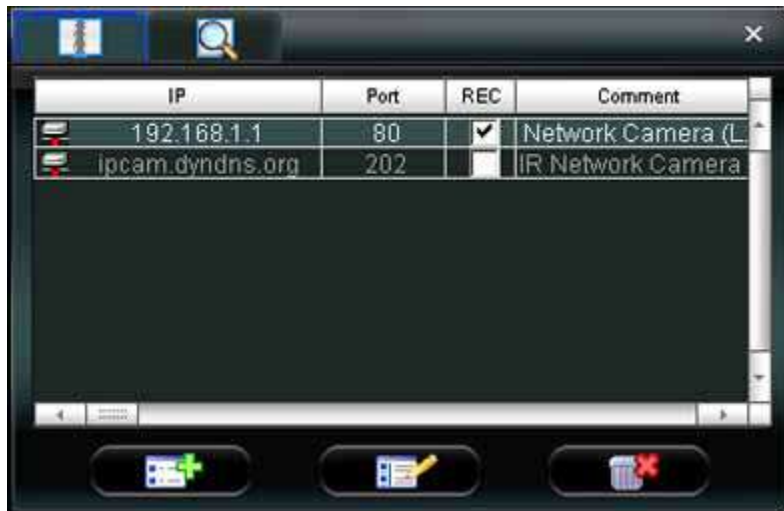 IP Port REC Comment
192.168.1.1 80 Network Camera (L.
ipcam.dyndns.org 202 IR Network Camera